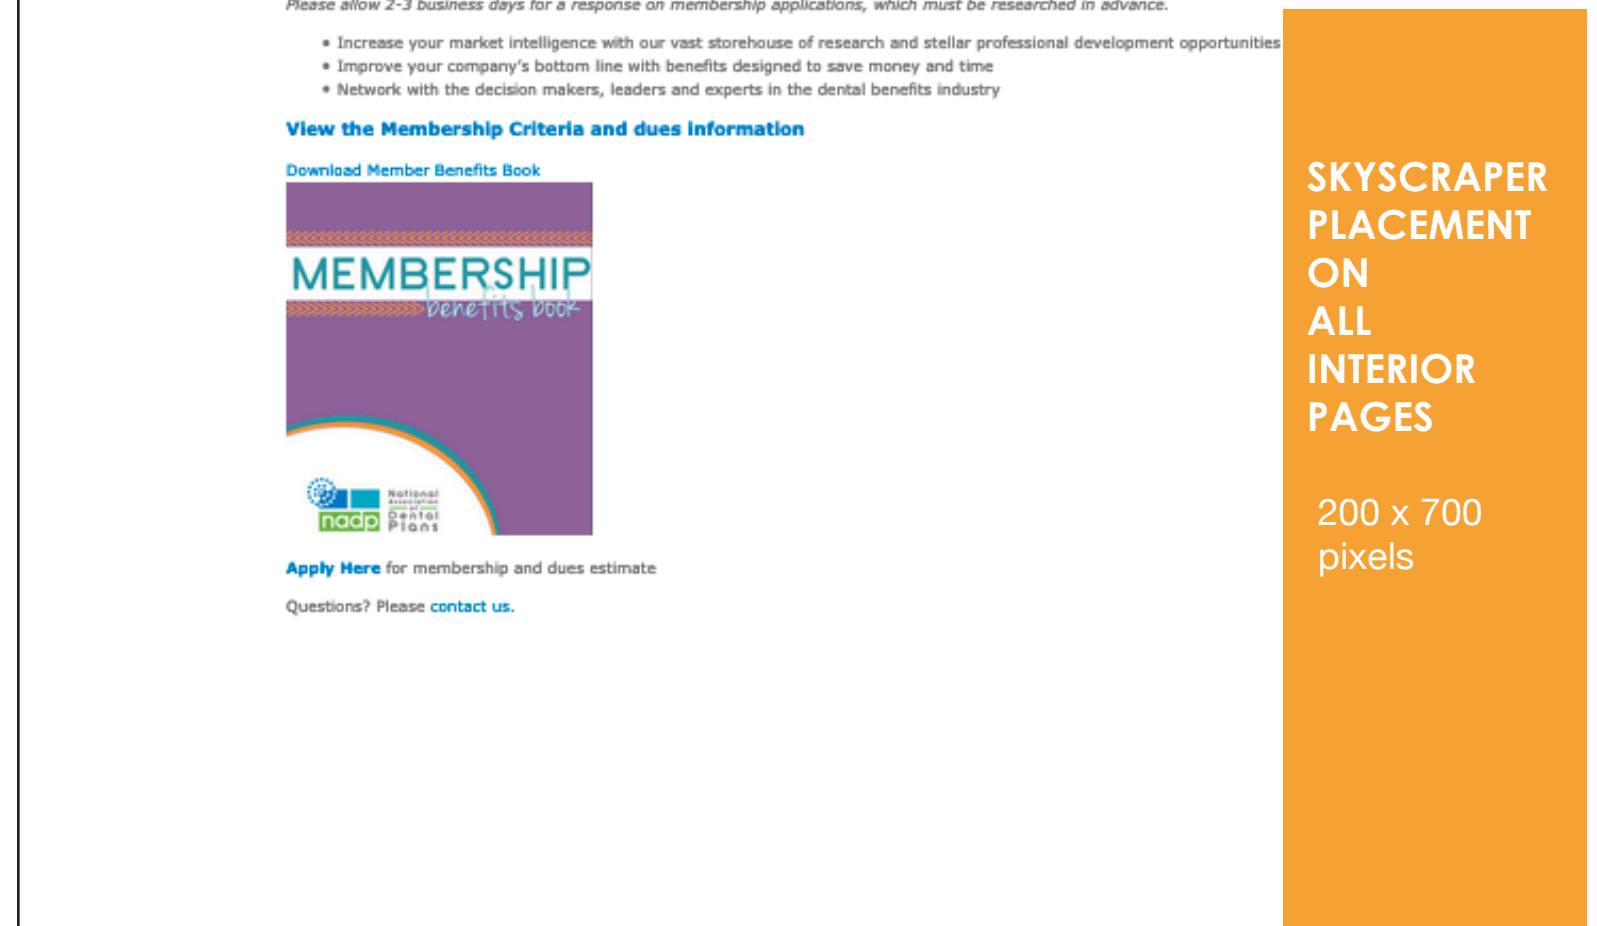 Please allow 2-3 business days for a response on membership applications, which must be researched in advance.
• Increase your market intelligence with our vast storehouse of research and stellar professional development opportunities
• Improve your company's bottom line with benefits designed to save money and time
• Network with the decision makers, leaders and experts in the dental benefits industry
View the Membership Criteria and dues information
Download Member Benefits Book
MEMBERSHIP
benefits book
nadp
National
Association
of
Dental
Plans
Apply Here for membership and dues estimate
Questions? Please contact us.
SKYSCRAPER
PLACEMENT
ON
ALL
INTERIOR
PAGES
200 x 700
pixels